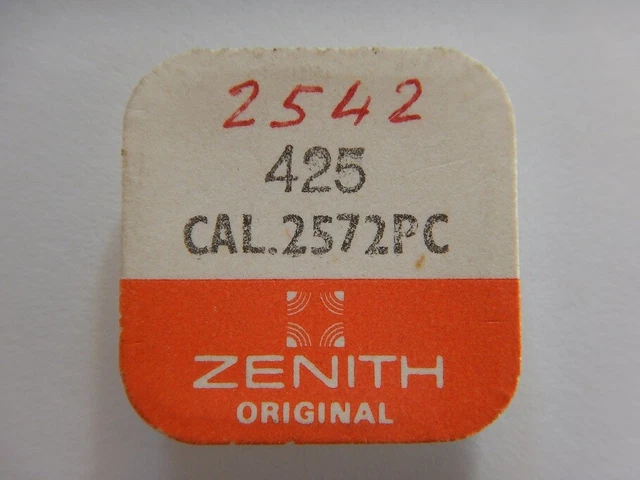 2542
425
CAL.2572PC
ZENITH
ORIGINAL